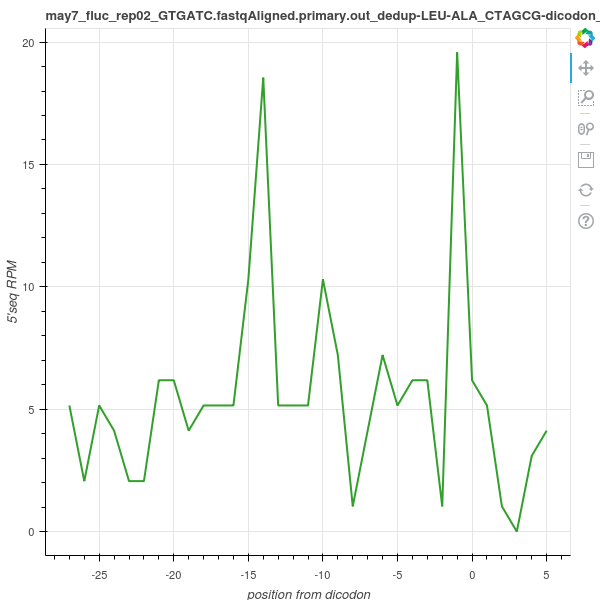 may7_fluc_rep02_GTGATC.fastqAligned.primary.out_dedup-LEU-ALA_CTAGCG-dicodon_
20
15
10
5
0
5'seq RPM
-25 -20 -15 -10 -5 0 5
position from dicodon